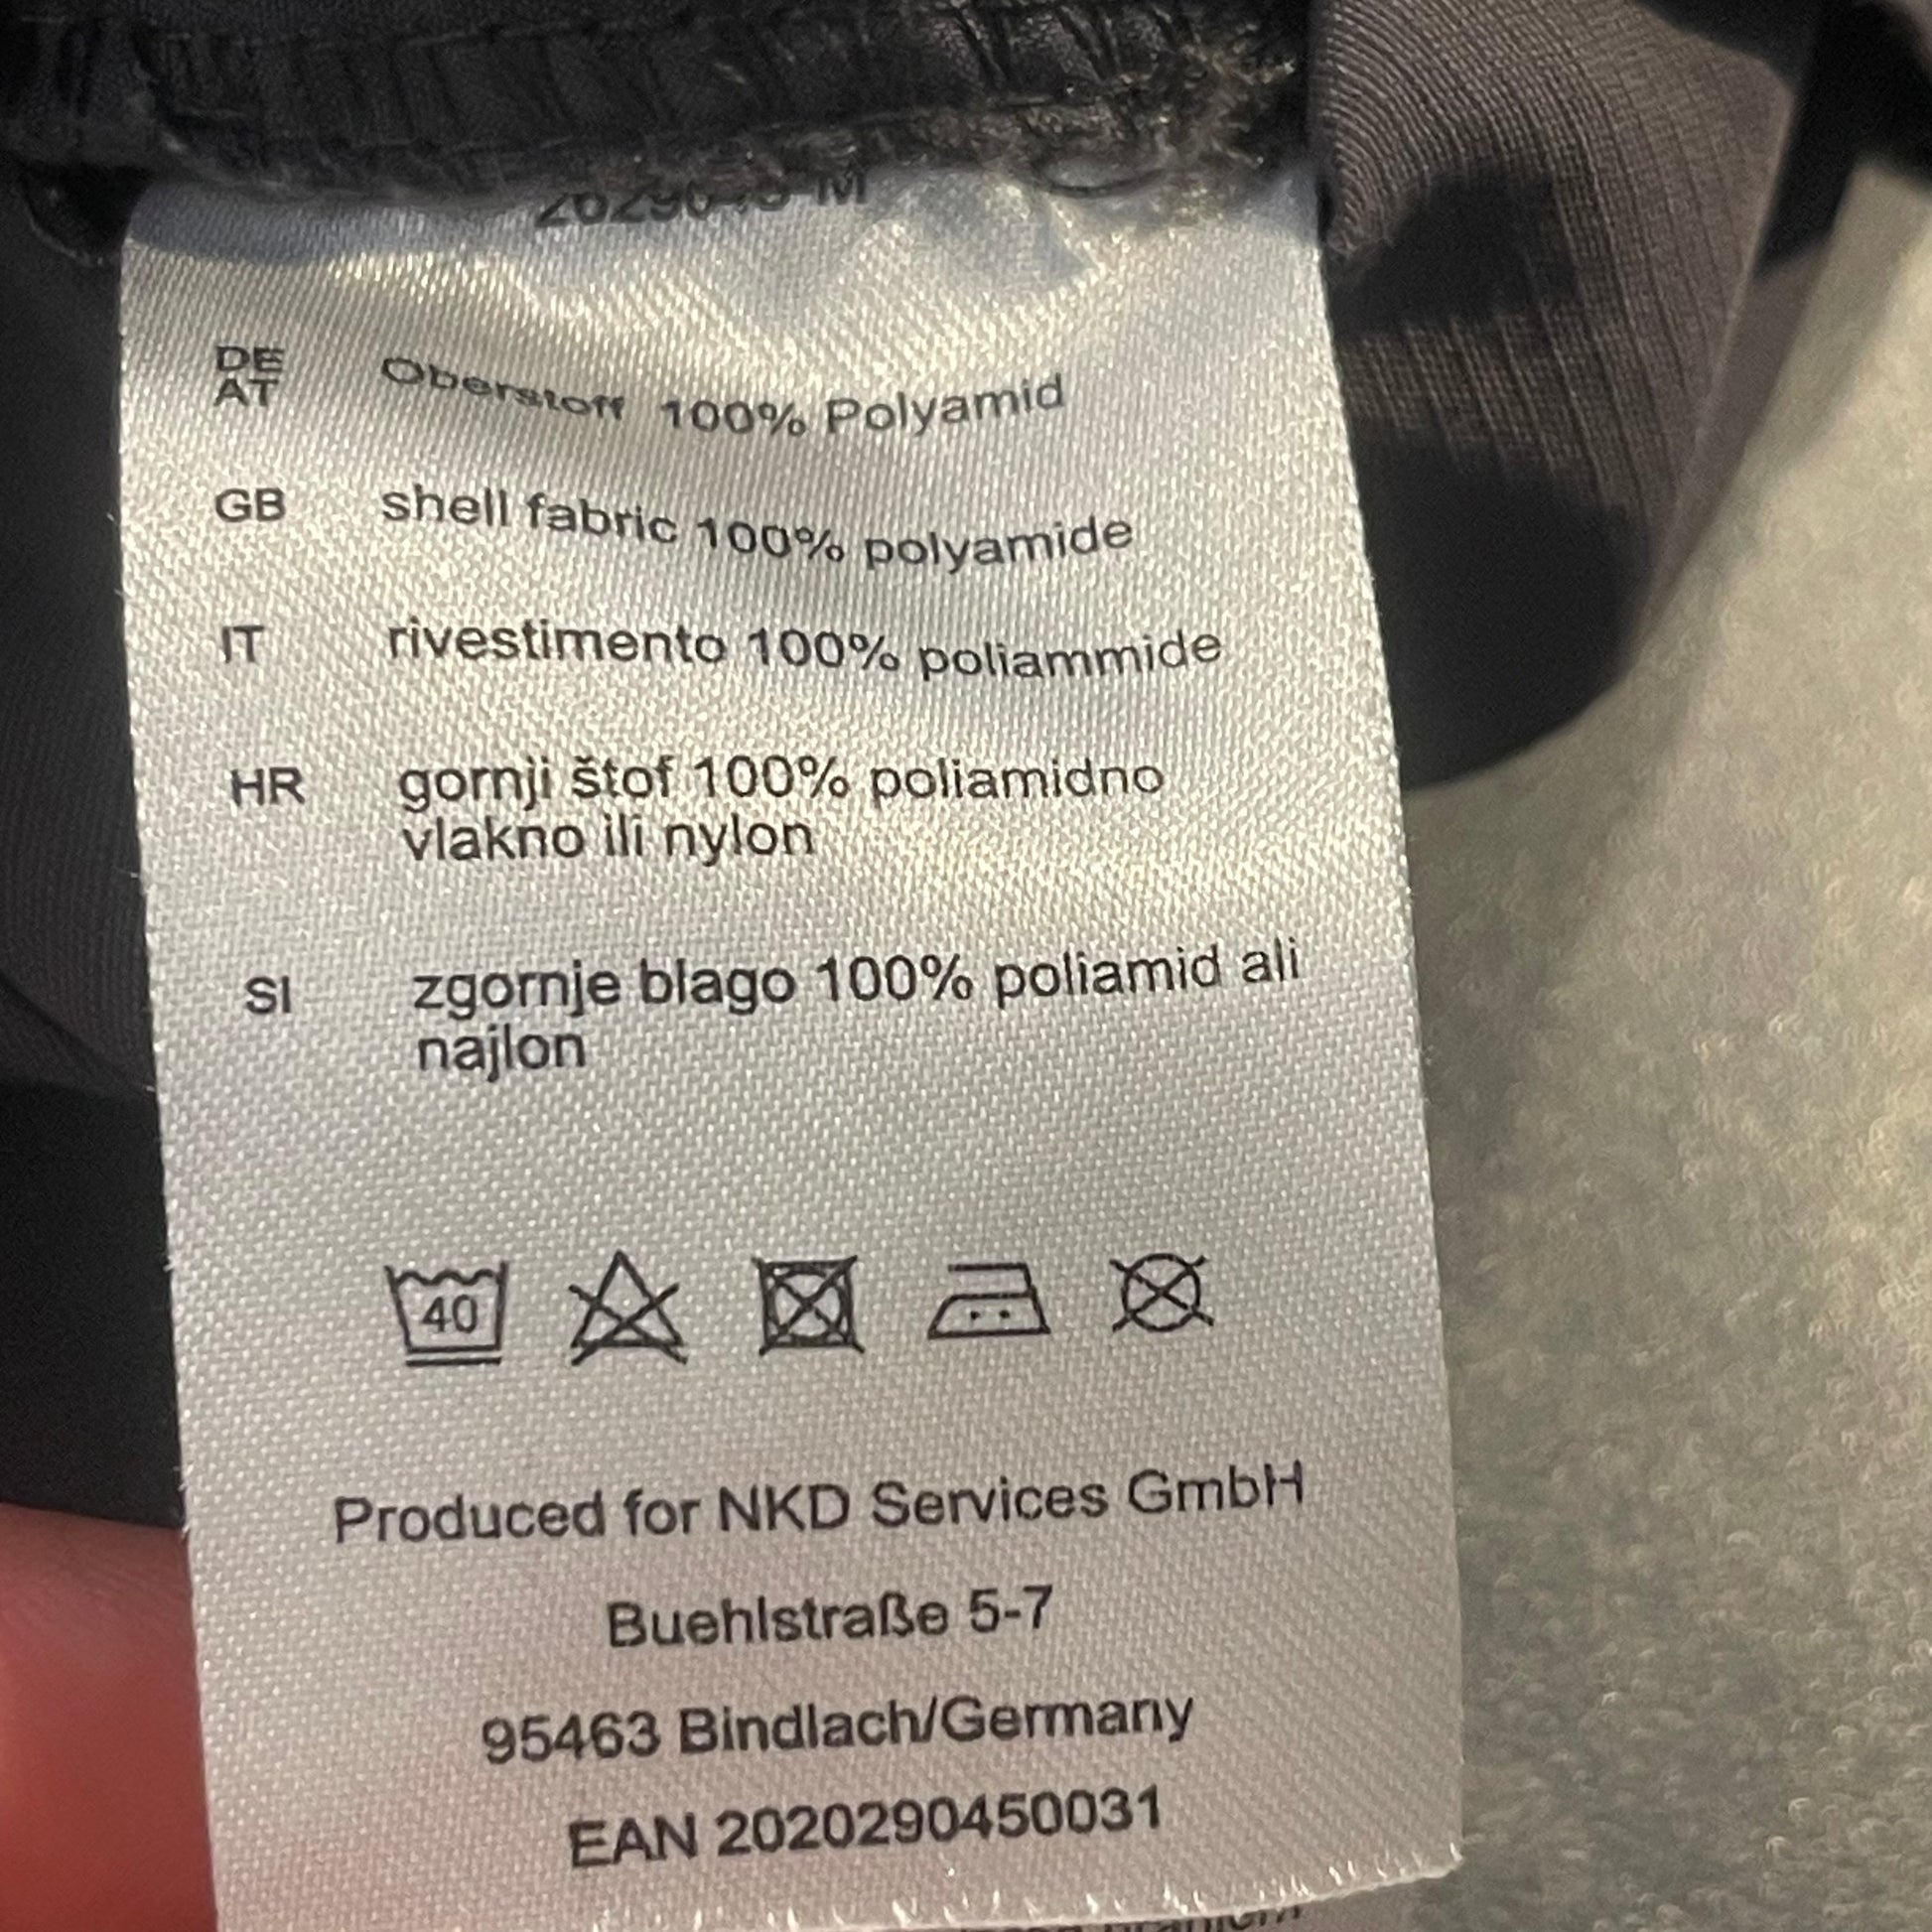 DE
AT
Oberstoff 100% Polyamid
GB shell fabric 100% polyamide
IT rivestimento 100% poliammide
HR gornji štof 100% poliamidno
vlakno ili nylon
SI zgornje blago 100% poliamid ali
najlon
40
Produced for NKD Services GmbH
Buehlstraße 5-7
95463 Bindlach/Germany
EAN 2020290450031